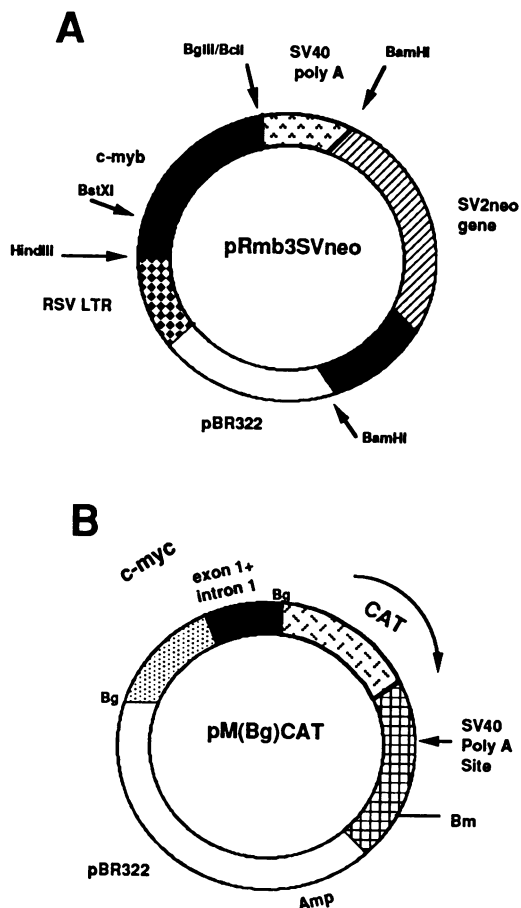 A
BglII/BclI
SV40
poly A
BamHI
c-myb
BstXI
HindIII
RSV LTR
pRmb3SVneo
SV2neo
gene
pBR322
BamHI
B
c-myc
exon 1+
intron 1
Bg
CAT
Bg
pM(Bg)CAT
SV40
Poly A
Site
Bm
pBR322
Amp